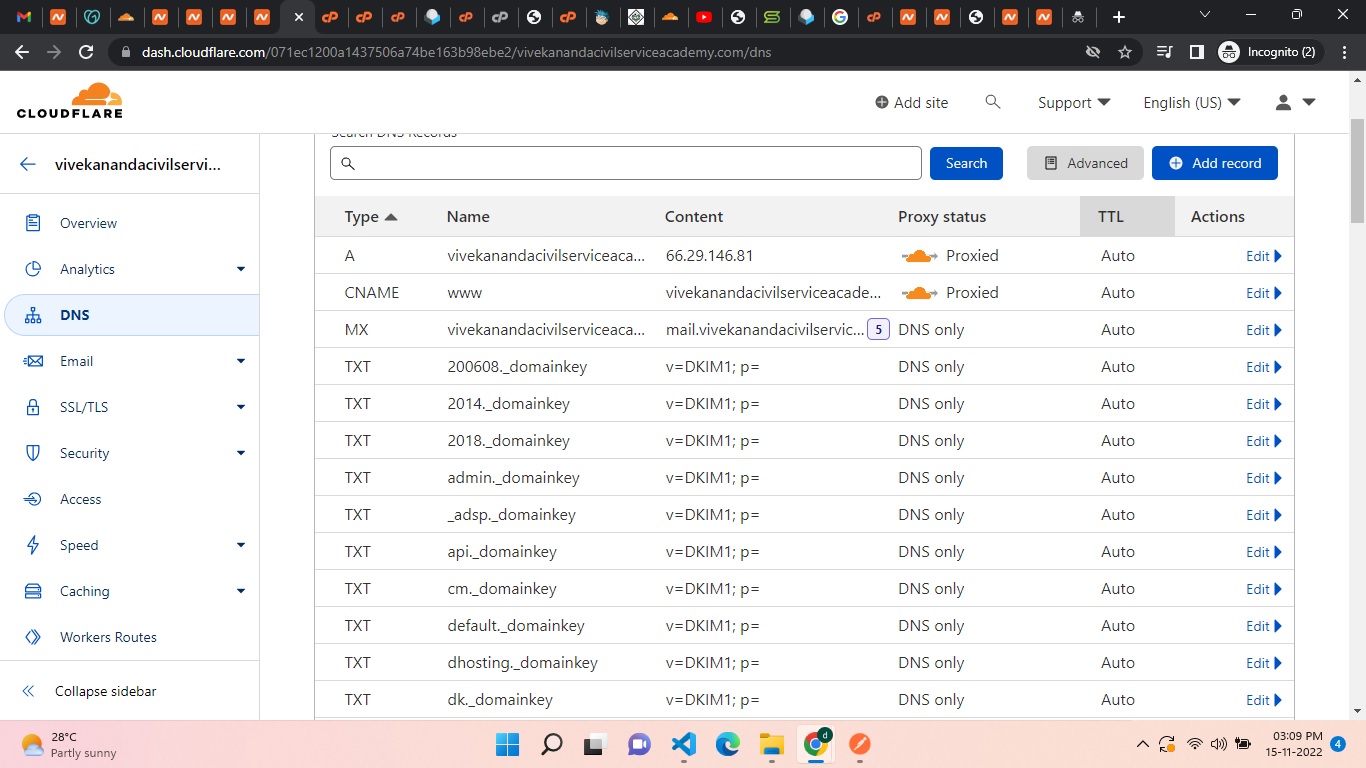 dash.cloudflare.com/071ec1200a1437506a74be163b98ebe2/vivekanandacivilserviceacademy.com/dns
Incognito (2)
CLOUDFLARE
Add site
Support
English (US)
vivekanandacivilservi...
Overview
Analytics
DNS
Email
SSL/TLS
Security
Access
Speed
Caching
Workers Routes
Collapse sidebar
Search DNS Records
Search
Advanced
Add record
Type Name Content Proxy status TTL Actions
A vivekanandacivilserviceaca... 66.29.146.81 Proxied Auto Edit
CNAME www vivekanandacivilserviceacade... Proxied Auto Edit
MX vivekanandacivilserviceaca... mail.vivekanandacivilservic... 5 DNS only Auto Edit
TXT 200608._domainkey v=DKIM1; p= DNS only Auto Edit
TXT 2014._domainkey v=DKIM1; p= DNS only Auto Edit
TXT 2018._domainkey v=DKIM1; p= DNS only Auto Edit
TXT admin._domainkey v=DKIM1; p= DNS only Auto Edit
TXT _adsp._domainkey v=DKIM1; p= DNS only Auto Edit
TXT api._domainkey v=DKIM1; p= DNS only Auto Edit
TXT cm._domainkey v=DKIM1; p= DNS only Auto Edit
TXT default._domainkey v=DKIM1; p= DNS only Auto Edit
TXT dhosting._domainkey v=DKIM1; p= DNS only Auto Edit
TXT dk._domainkey v=DKIM1; p= DNS only Auto Edit
28°C
Partly sunny
03:09 PM
15-11-2022
4